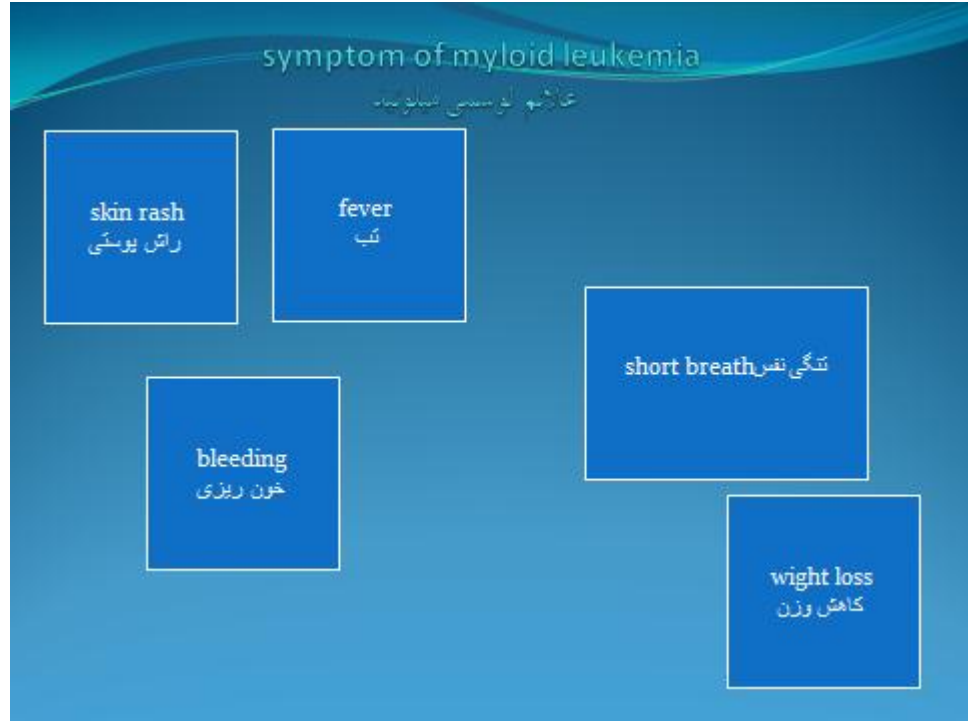 symptom of myloid leukemia
علائم لوسمی میلوئید
skin rash
راش پوستی
fever
تب
short breathتنگی نفس
bleeding
خون ریزی
wight loss
کاهش وزن